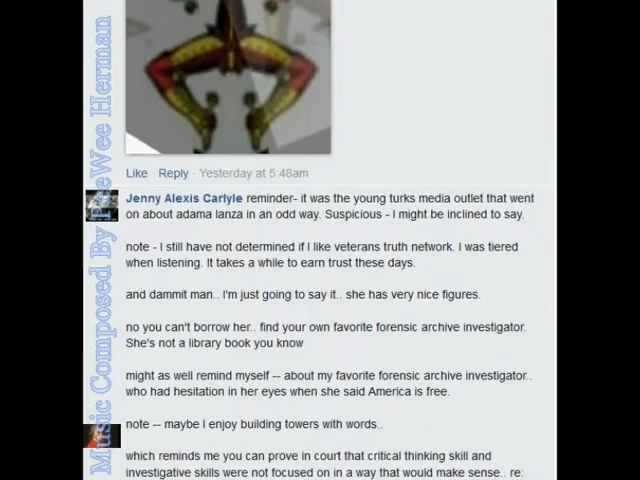 Like · Reply · Yesterday at 5:48am
Jenny Alexis Carlyle reminder- it was the young turks media outlet that went
on about adama lanza in an odd way. Suspicious - I might be inclined to say.
note - I still have not determined if I like veterans truth network. I was tiered
when listening. It takes a while to earn trust these days.
and dammit man.. I'm just going to say it.. she has very nice figures.
no you can't borrow her.. find your own favorite forensic archive investigator.
She's not a library book you know
might as well remind myself -- about my favorite forensic archive investigator..
who had hesitation in her eyes when she said America is free.
note -- maybe I enjoy building towers with words..
which reminds me you can prove in court that critical thinking skill and
investigative skills were not focused on in a way that would make sense.. re:
Music Composed By PeeWee Herman